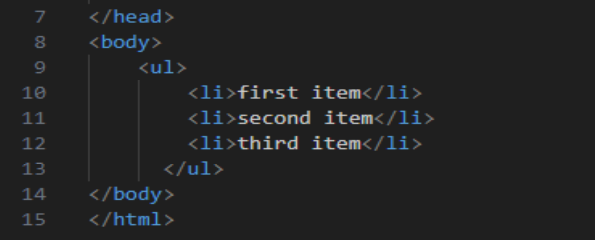 7 </head>
8 <body>
9     <ul>
10         <li>first item</li>
11         <li>second item</li>
12         <li>third item</li>
13       </ul>
14 </body>
15 </html>